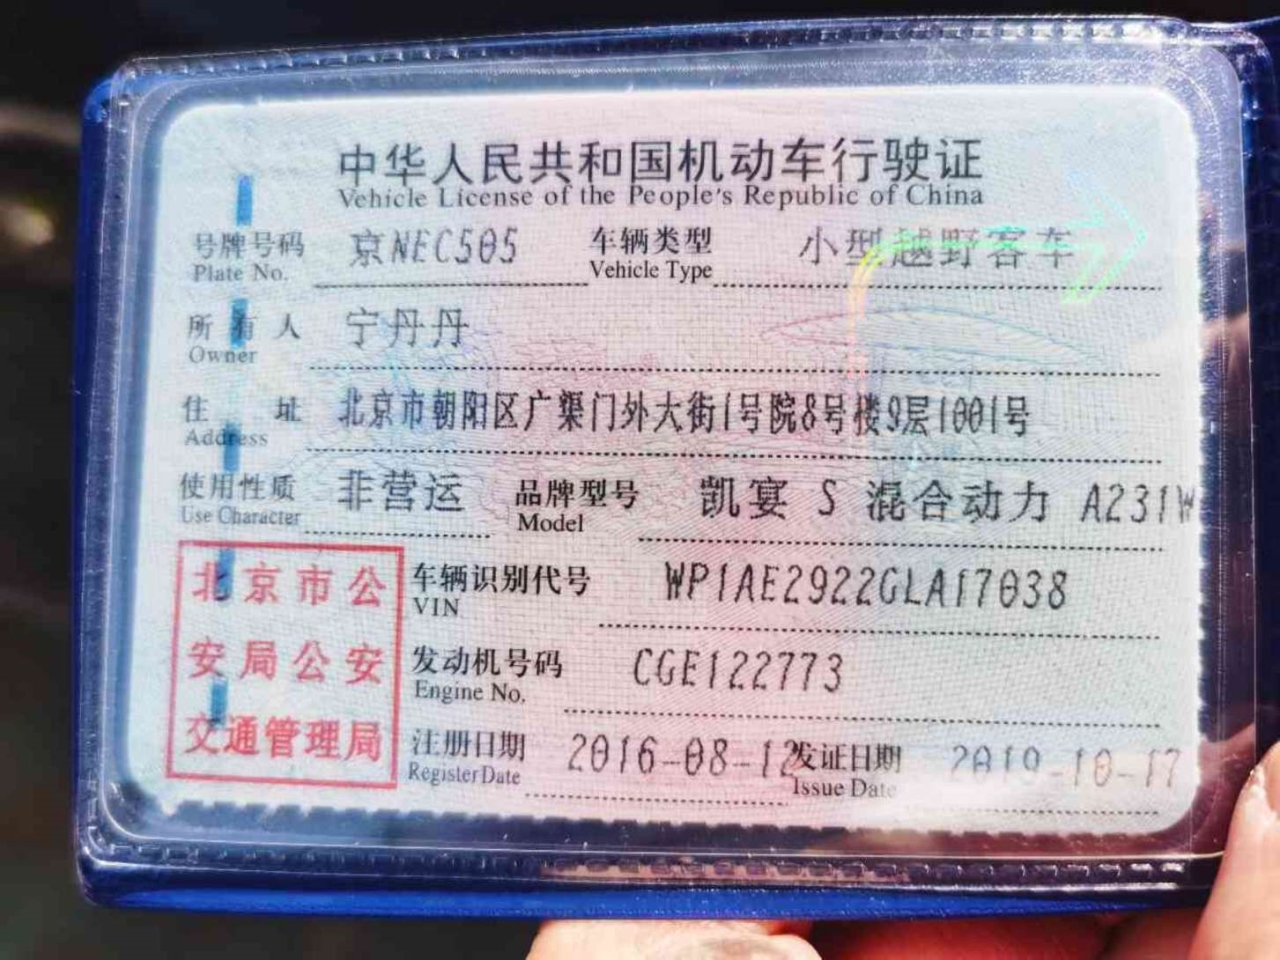 中华人民共和国机动车行驶证
Vehicle License of the People's Republic of China
号牌号码 京NEC505 车辆类型 小型越野客车
Plate No. Vehicle Type
所有人 宁丹丹
Owner
住址 北京市朝阳区广渠门外大街1号院8号楼9层1001号
Address
使用性质 非营运 品牌型号 凯宴 S 混合动力 A231W
Use Character Model
北京市公
安局公安
交通管理局
车辆识别代号 WP1AE2922GLA17038
VIN
发动机号码 CGE122773
Engine No.
注册日期 2016-08-12 发证日期 2019-10-17
Register Date Issue Date